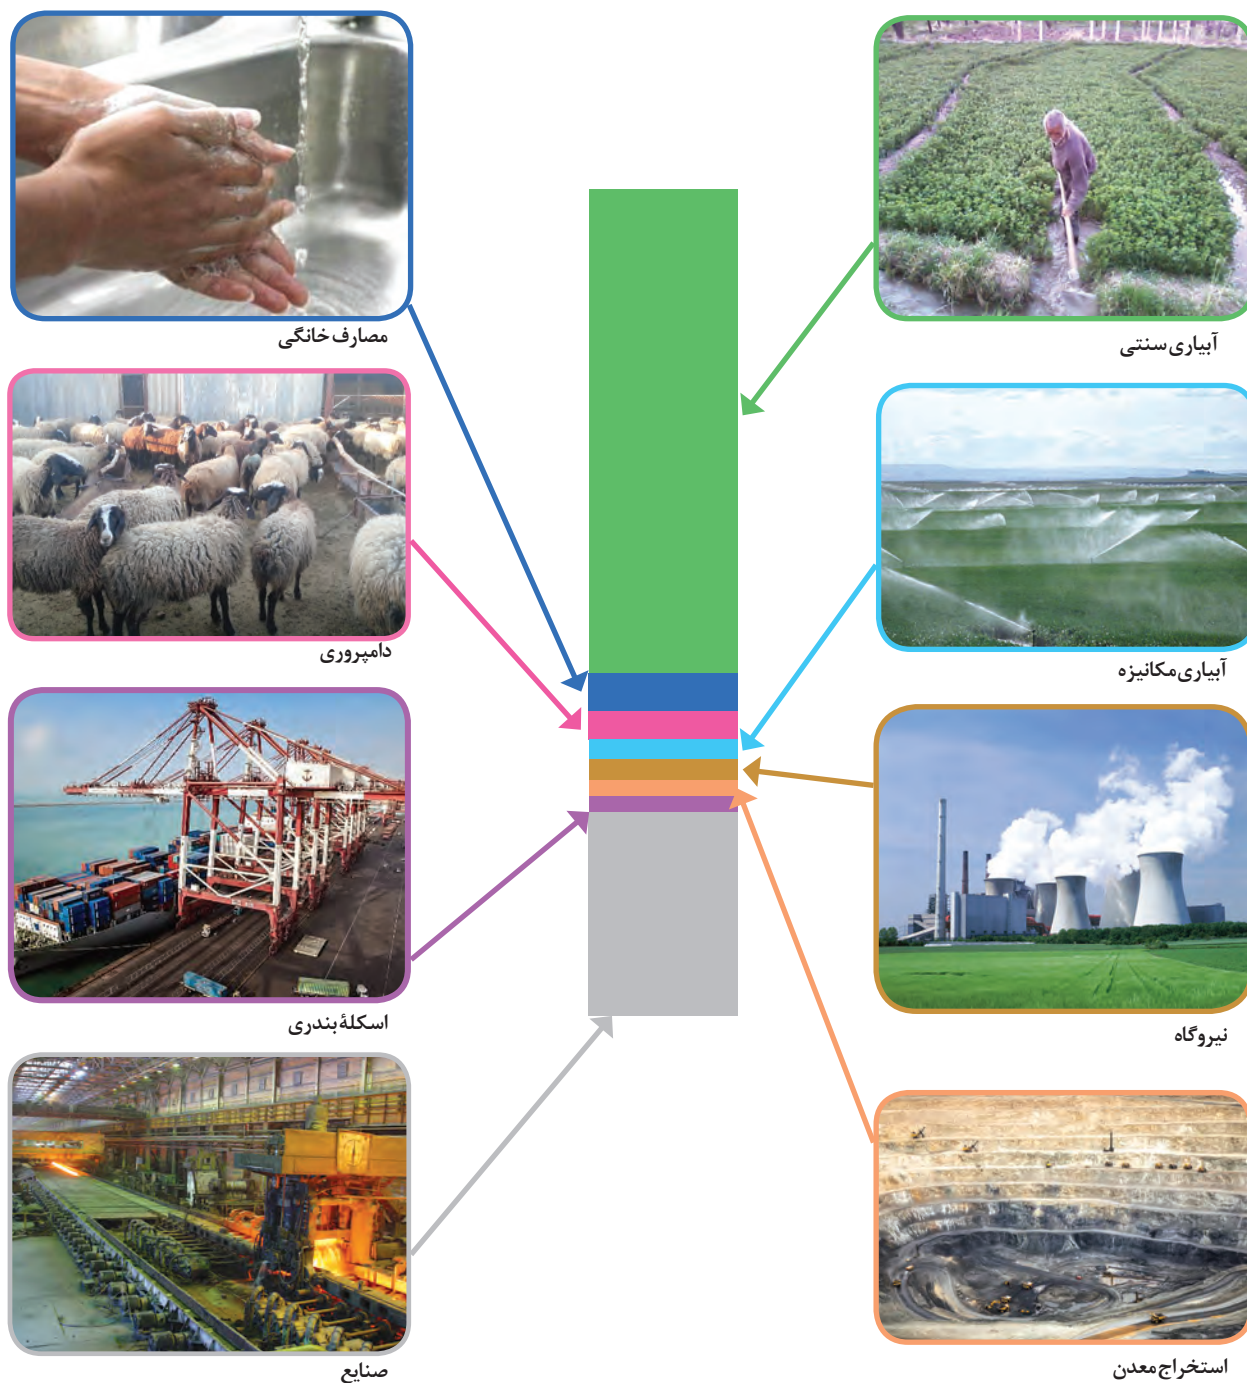 آبیاری سنتی
مصارف خانگی
آبیاری مکانیزه
دامپروری
نیروگاه
اسکلهٔ بندری
استخراج معدن
صنایع